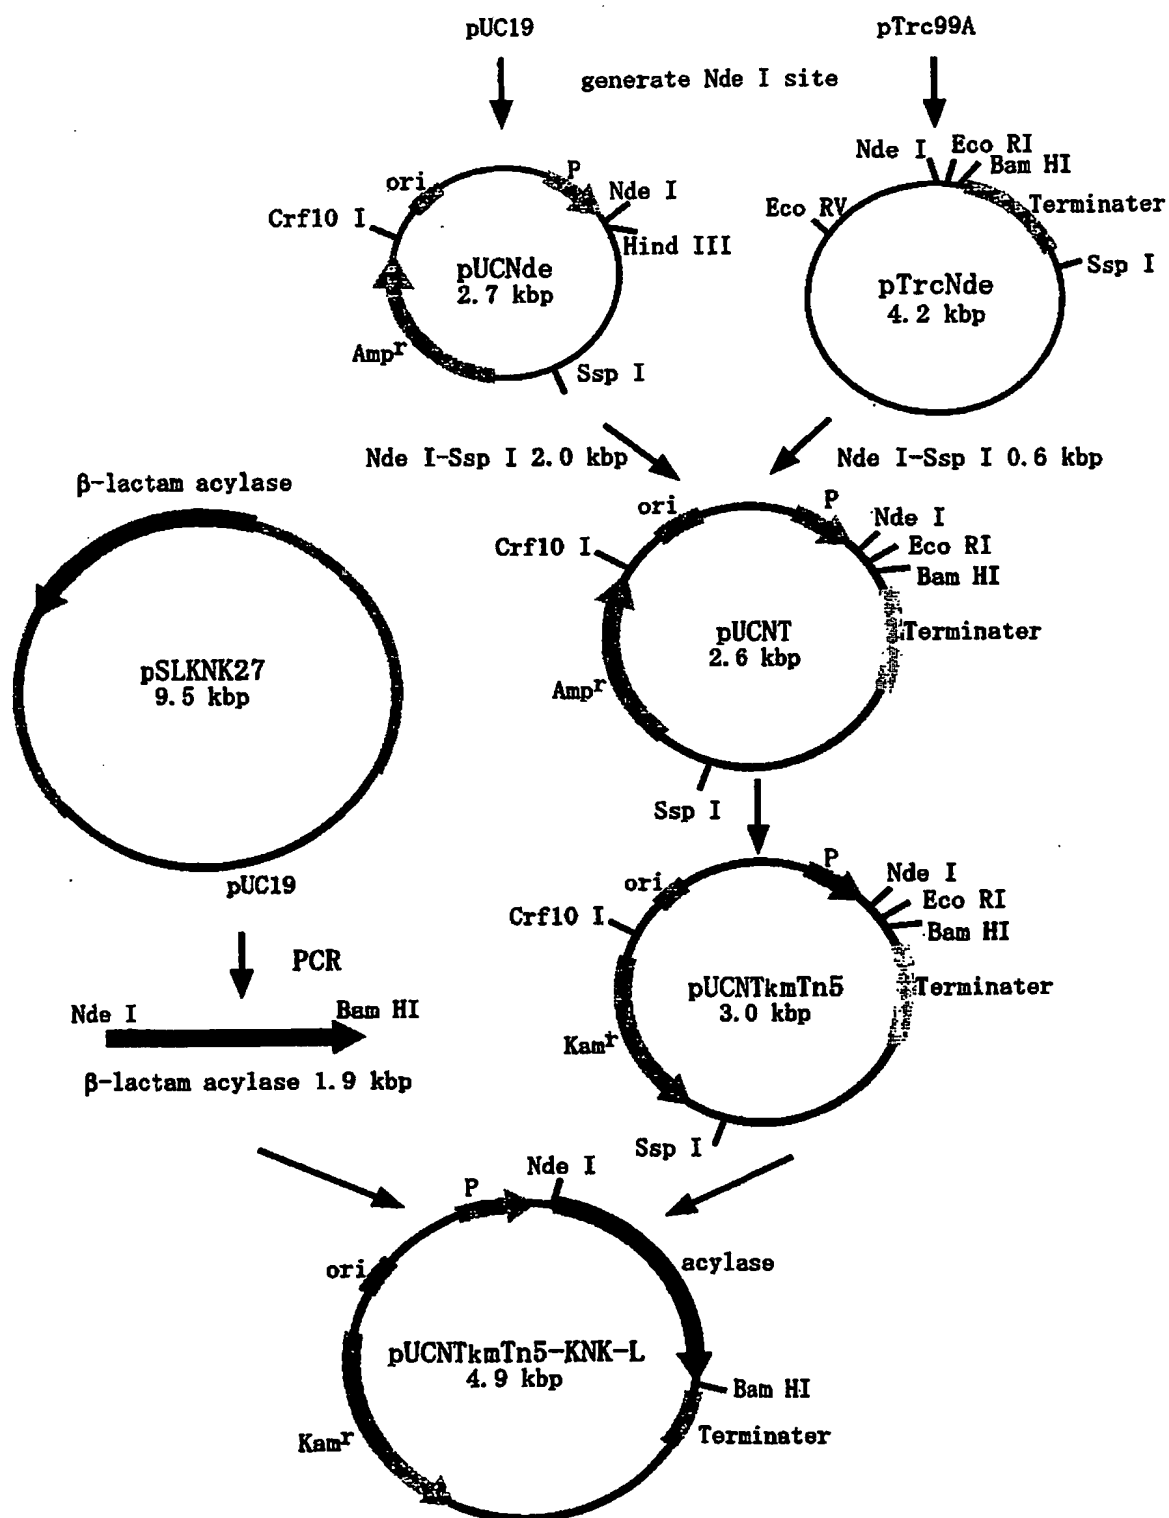 pUC19
pTrc99A
generate Nde I site
ori
P
Nde I
Crf10 I
Hind III
pUCNde
2.7 kbp
Ampr
Ssp I
Nde I
Eco RI
Bam HI
Eco RV
Terminater
Ssp I
pTrcNde
4.2 kbp
Nde I-Ssp I 2.0 kbp
Nde I-Ssp I 0.6 kbp
β-lactam acylase
pSLKNK27
9.5 kbp
pUC19
ori
P
Nde I
Crf10 I
Eco RI
Bam HI
pUCNT
2.6 kbp
Terminater
Ampr
Ssp I
PCR
Nde I
Bam HI
β-lactam acylase 1.9 kbp
ori
P
Nde I
Crf10 I
Eco RI
Bam HI
pUCNTkmTn5
3.0 kbp
Terminater
Kamr
Ssp I
P
Nde I
ori
acylase
pUCNTkmTn5-KNK-L
4.9 kbp
Bam HI
Kamr
Terminater